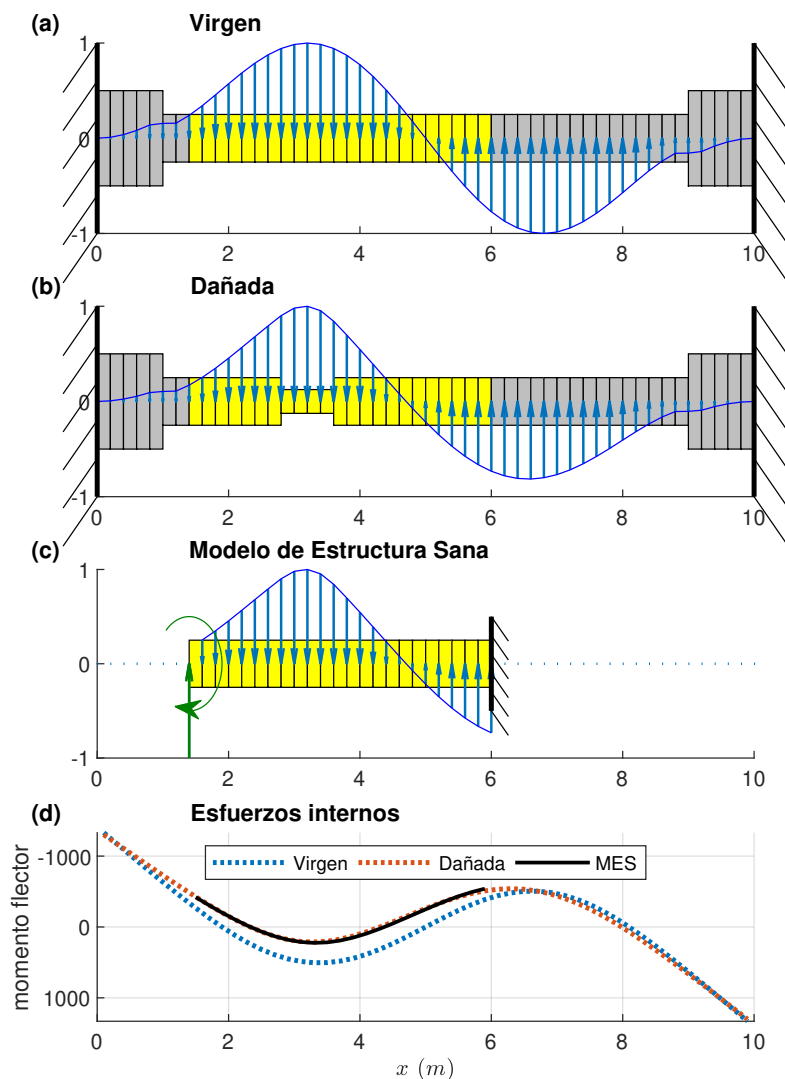 (a) Virgen
1
0
-1
0 2 4 6 8 10
(b) Dañada
1
0
-1
0 2 4 6 8 10
(c) Modelo de Estructura Sana
1
0
-1
0 2 4 6 8 10
(d) Esfuerzos internos
-1000
0
1000
momento flector
Virgen Dañada MES
0 2 4 6 8 10
x (m)